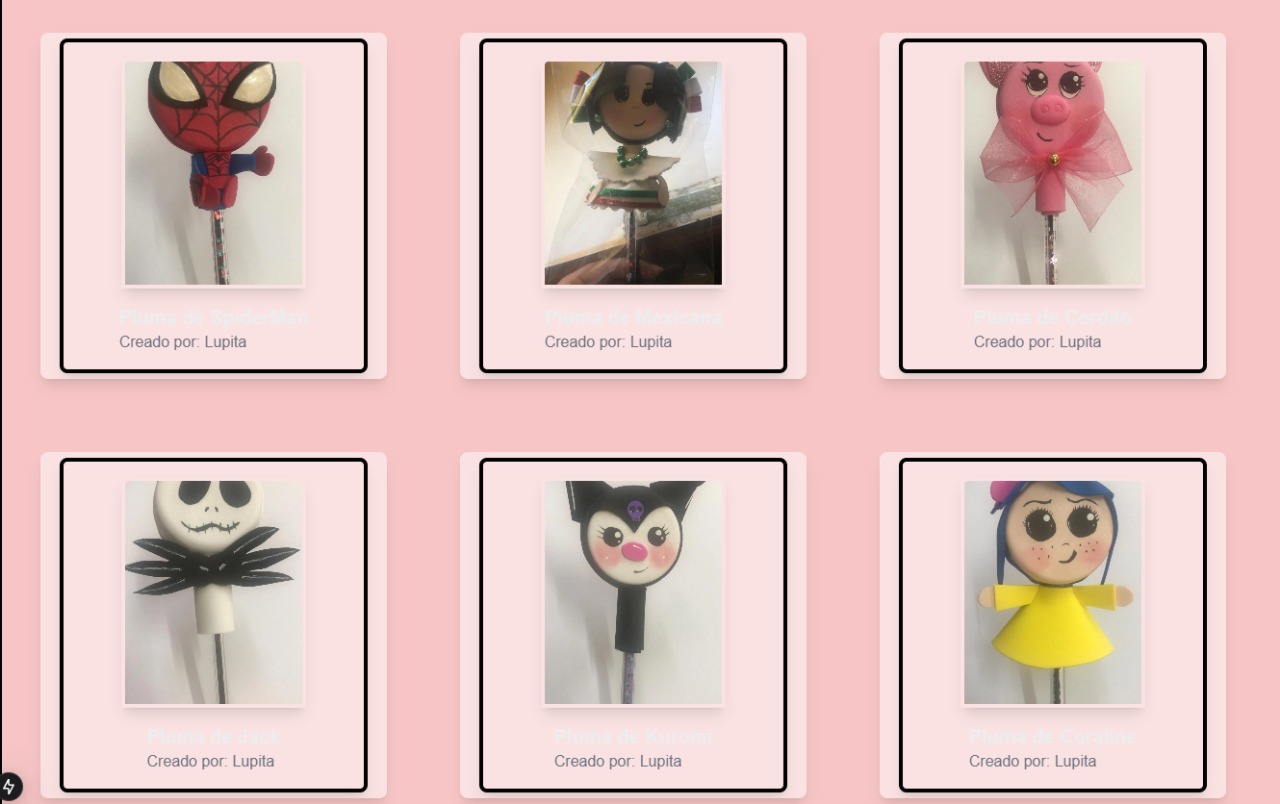 Pluma de SpiderMan
Creado por: Lupita
Pluma de Mexicana
Creado por: Lupita
Pluma de Cerdito
Creado por: Lupita
Pluma de Jack
Creado por: Lupita
Pluma de Kuromi
Creado por: Lupita
Pluma de Coraline
Creado por: Lupita